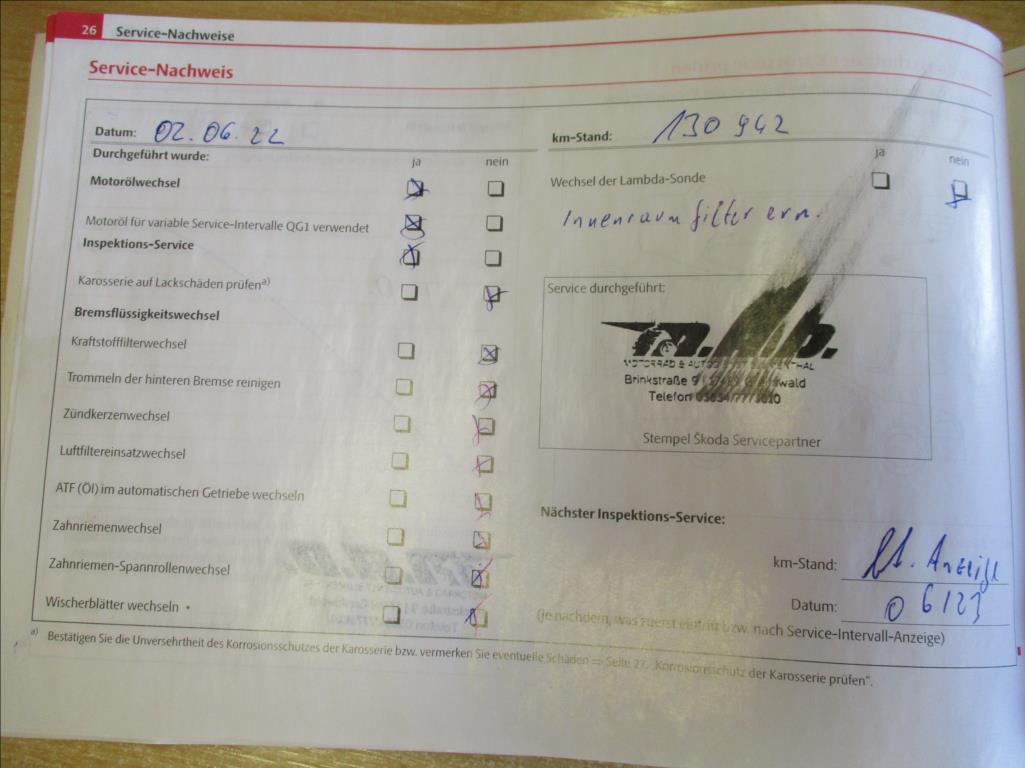 26 Service-Nachweise
Service-Nachweis
Datum: 02.06.22
km-Stand: 130 942
Durchgeführt wurde: ja nein
ja nein
Motorölwechsel
Wechsel der Lambda-Sonde
Motoröl für variable Service-Intervalle QG1 verwendet
Innenraumfilter ern.
Inspektions-Service
Karosserie auf Lackschäden prüfen a)
Bremsflüssigkeitswechsel
Kraftstofffilterwechsel
Trommeln der hinteren Bremse reinigen
Zündkerzenwechsel
Luftfiltereinsatzwechsel
ATF (Öl) im automatischen Getriebe wechseln
Zahnriemenwechsel
Zahnriemen-Spannrollenwechsel
Wischerblätter wechseln •
Service durchgeführt:
MOTORRAD & AUTO
Brinkstraße 9
Telefon
Stempel Škoda Servicepartner
Nächster Inspektions-Service:
km-Stand: lt. Anzeige
Datum: 06/23
(je nachdem, was zuerst eintritt bzw. nach Service-Intervall-Anzeige)
a) Bestätigen Sie die Unversehrtheit des Korrosionsschutzes der Karosserie bzw. vermerken Sie eventuelle Schäden ⇒ Seite 27, „Korrosionsschutz der Karosserie prüfen“.